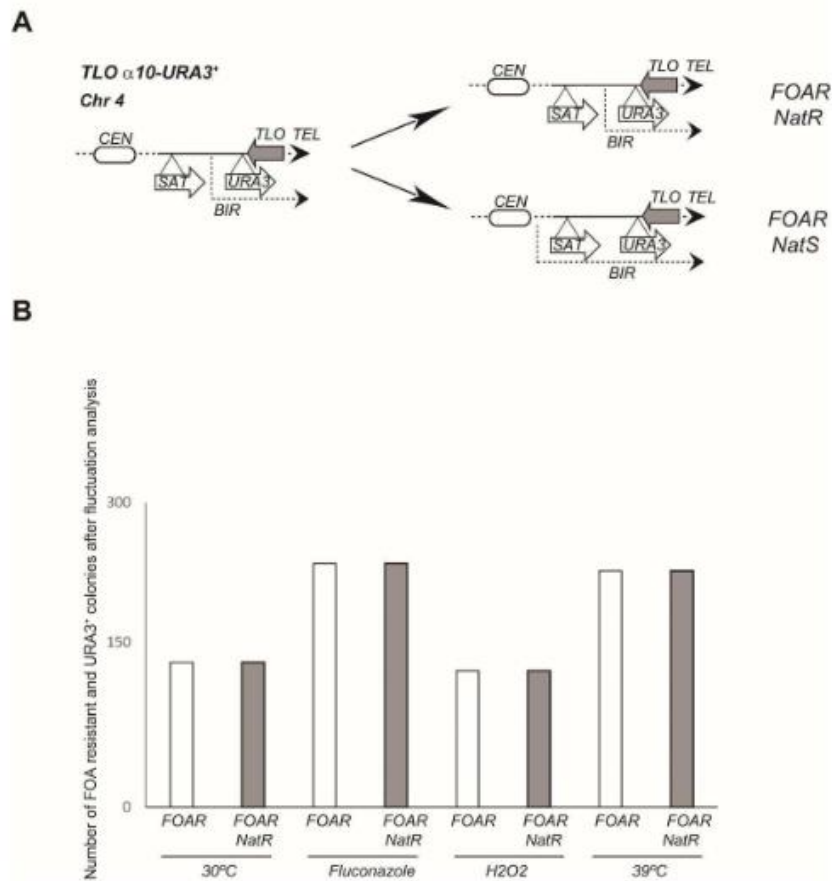 A
TLO α10-URA3+
Chr 4
CEN
TLO TEL
SAT
URA3
BIR
CEN
TLO TEL
SAT
URA3
BIR
FOAR
NatR
CEN
TLO TEL
SAT
URA3
BIR
FOAR
NatS
B
Number of FOA resistant and URA3+ colonies after fluctuation analysis
300
150
0
FOAR FOAR NatR FOAR FOAR NatR FOAR FOAR NatR FOAR FOAR NatR
30ºC Fluconazole H2O2 39ºC